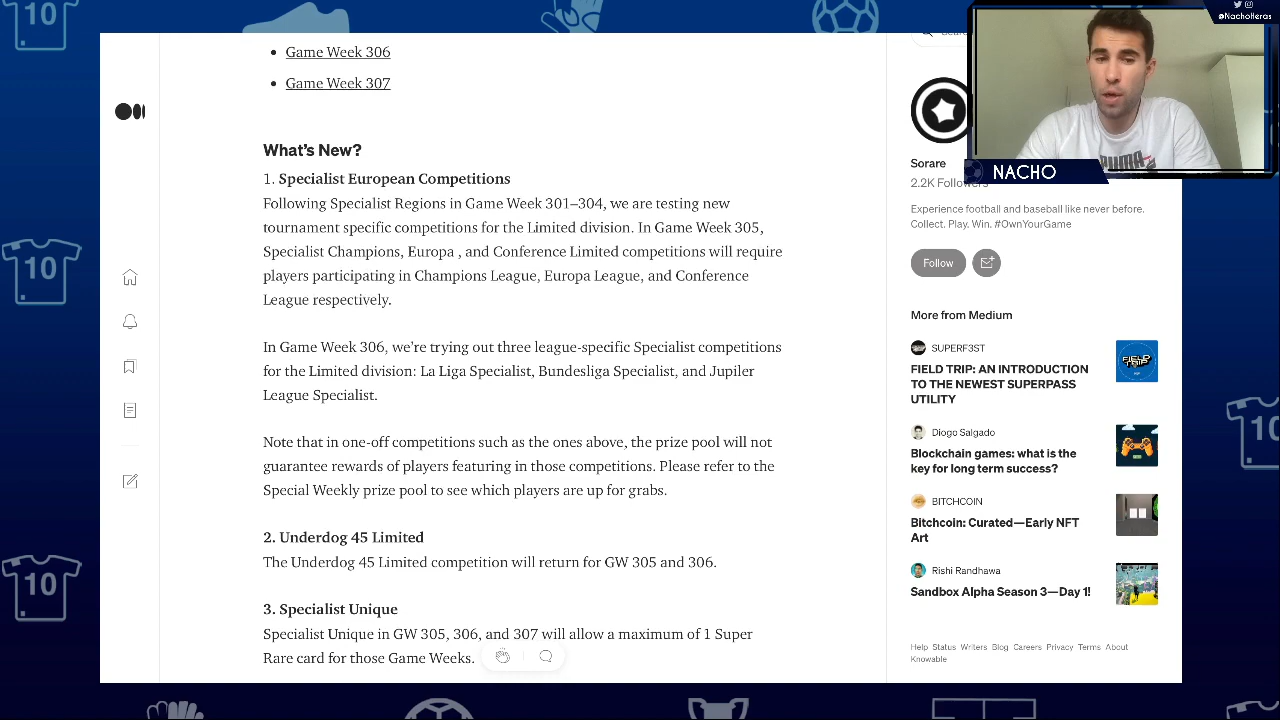 @NachoHeras
NACHO
Game Week 306
Game Week 307
What's New?
1. Specialist European Competitions
Following Specialist Regions in Game Week 301–304, we are testing new
tournament specific competitions for the Limited division. In Game Week 305,
Specialist Champions, Europa , and Conference Limited competitions will require
players participating in Champions League, Europa League, and Conference
League respectively.
In Game Week 306, we're trying out three league-specific Specialist competitions
for the Limited division: La Liga Specialist, Bundesliga Specialist, and Jupiler
League Specialist.
Note that in one-off competitions such as the ones above, the prize pool will not
guarantee rewards of players featuring in those competitions. Please refer to the
Special Weekly prize pool to see which players are up for grabs.
2. Underdog 45 Limited
The Underdog 45 Limited competition will return for GW 305 and 306.
3. Specialist Unique
Specialist Unique in GW 305, 306, and 307 will allow a maximum of 1 Super
Rare card for those Game Weeks.
Sorare
2.2K Followers
Experience football and baseball like never before.
Collect. Play. Win. #OwnYourGame
Follow
More from Medium
SUPERF3ST
FIELD TRIP: AN INTRODUCTION
TO THE NEWEST SUPERPASS
UTILITY
FIELD
TRIP
Diogo Salgado
Blockchain games: what is the
key for long term success?
BITCHCOIN
Bitchcoin: Curated—Early NFT
Art
Rishi Randhawa
Sandbox Alpha Season 3—Day 1!
Help Status Writers Blog Careers Privacy Terms About
Knowable
10
10
10
10
10